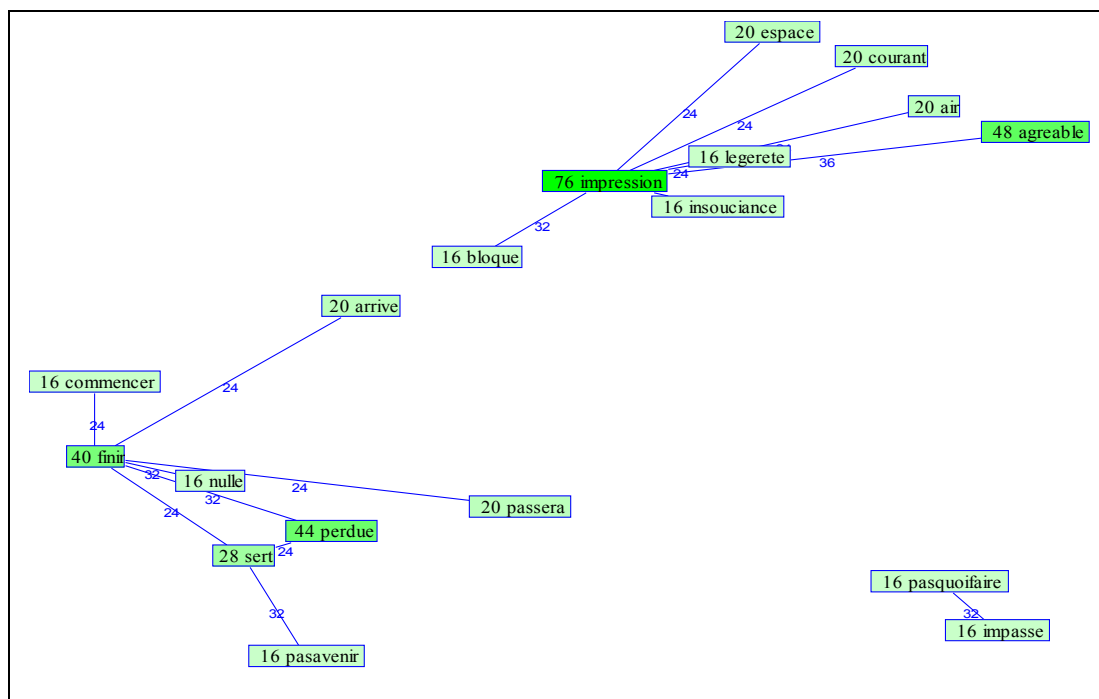 20 espace
20 courant
20 air
24
24
48 agreable
16 legerete
36
24
76 impression
16 insouciance
32
16 bloque
20 arrive
16 commencer
24
24
40 finir
32
16 nulle
24
32
20 passera
24
44 perdue
28 sert
24
16 pasquoifaire
32
32
16 impasse
16 pasavenir